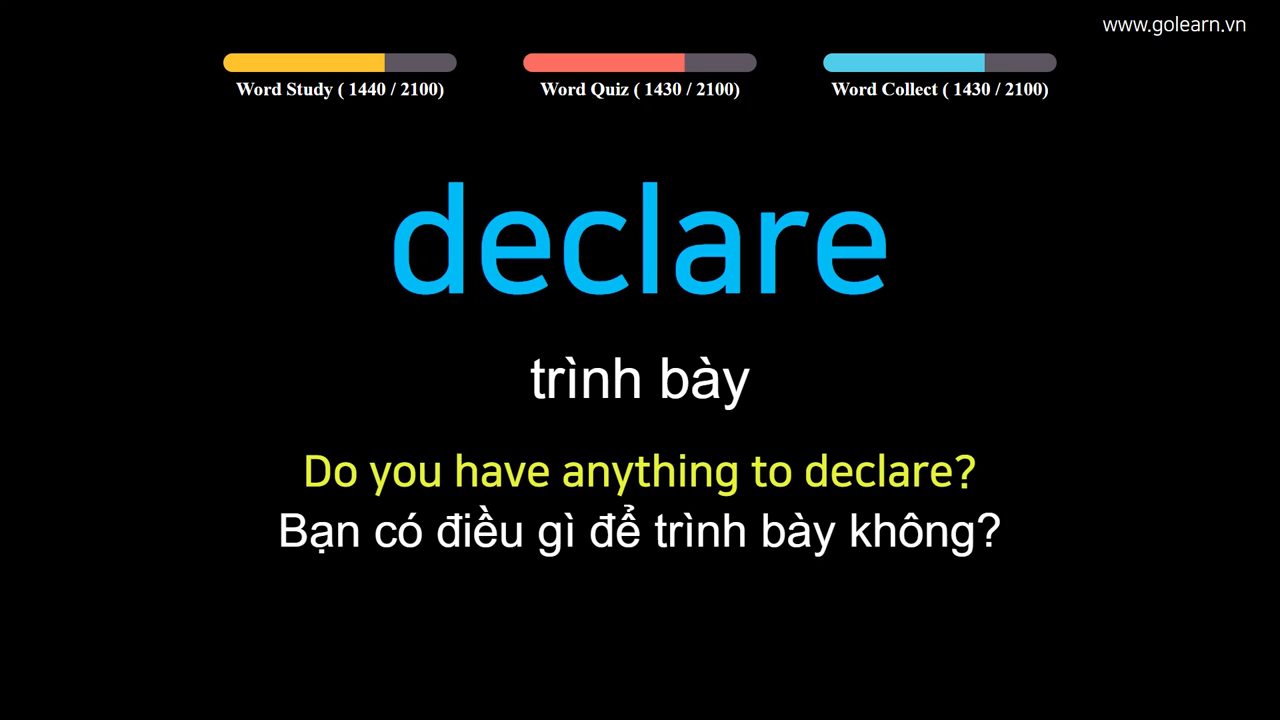 www.golearn.vn
Word Study ( 1440 / 2100)
Word Quiz ( 1430 / 2100)
Word Collect ( 1430 / 2100)
declare
trình bày
Do you have anything to declare?
Bạn có điều gì để trình bày không?